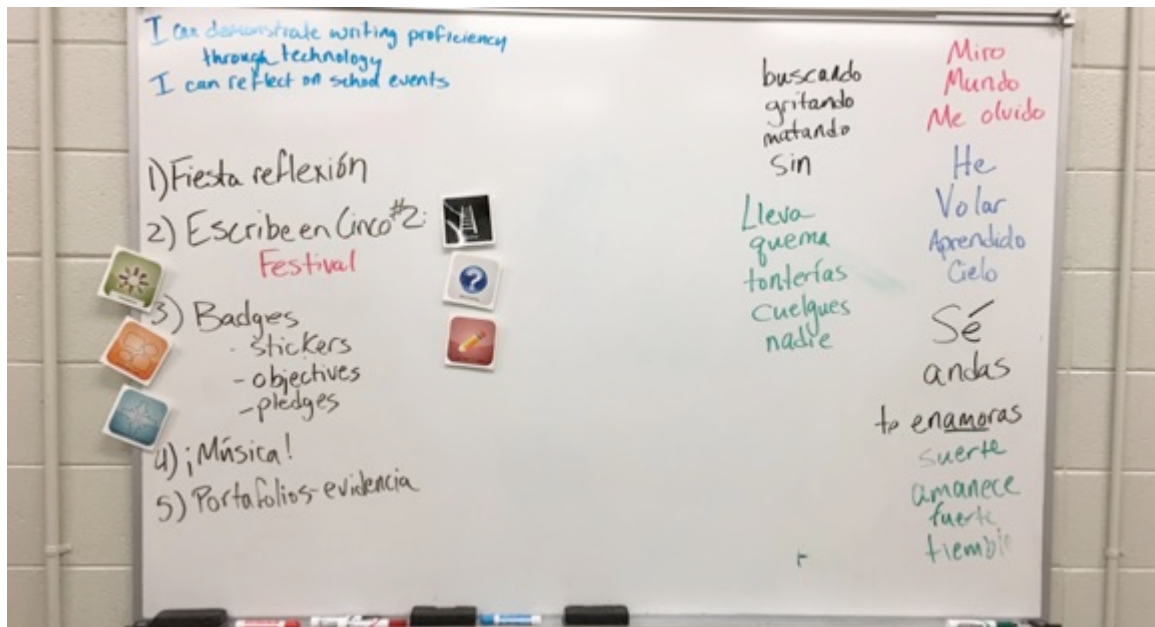 I can demonstrate writing proficiency
through technology
I can reflect on school events
1) Fiesta reflexión
2) Escribe en Cinco #2:
Festival
3) Badges
- stickers
- objectives
- pledges
4) ¡Música!
5) Portafolios-evidencia
buscando
gritando
matando
sin
Lleva
quema
tonterías
cuelgues
nadie
Miro
Mundo
Me olvido
He
Volar
Aprendido
Cielo
Sé
andas
te enamoras
suerte
amanece
fuerte
?